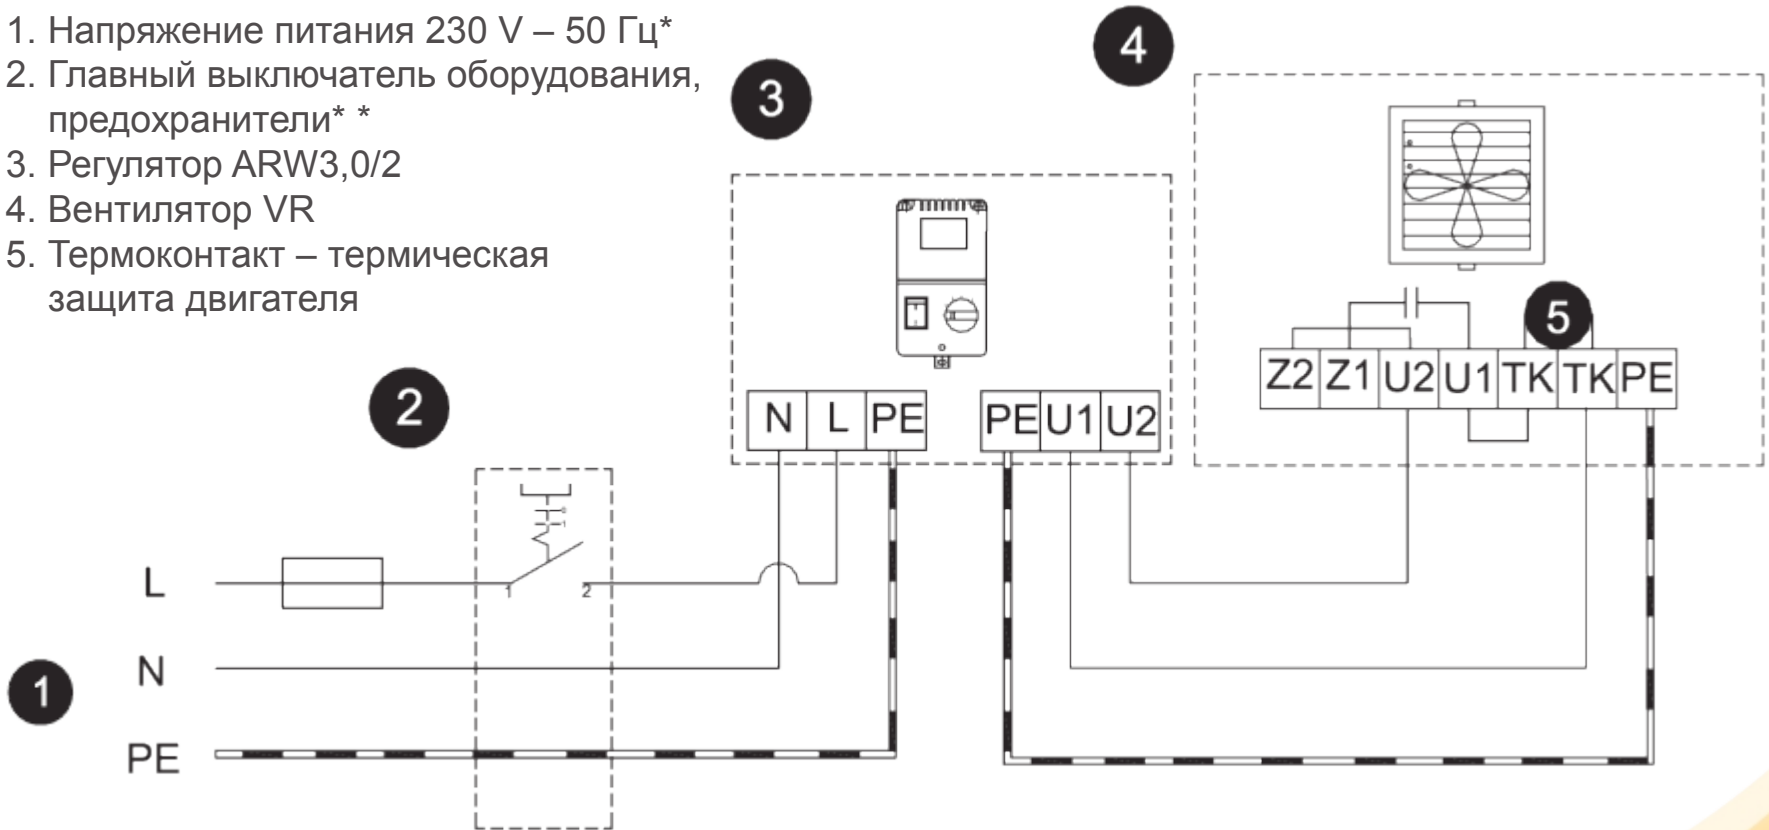 1. Напряжение питания 230 V – 50 Гц*
2. Главный выключатель оборудования,
предохранители* *
3. Регулятор ARW3,0/2
4. Вентилятор VR
5. Термоконтакт – термическая
защита двигателя
4
3
5
Z2 Z1 U2 U1 TK TK PE
2
N L PE PE U1 U2
L
1 2
N
1
PE